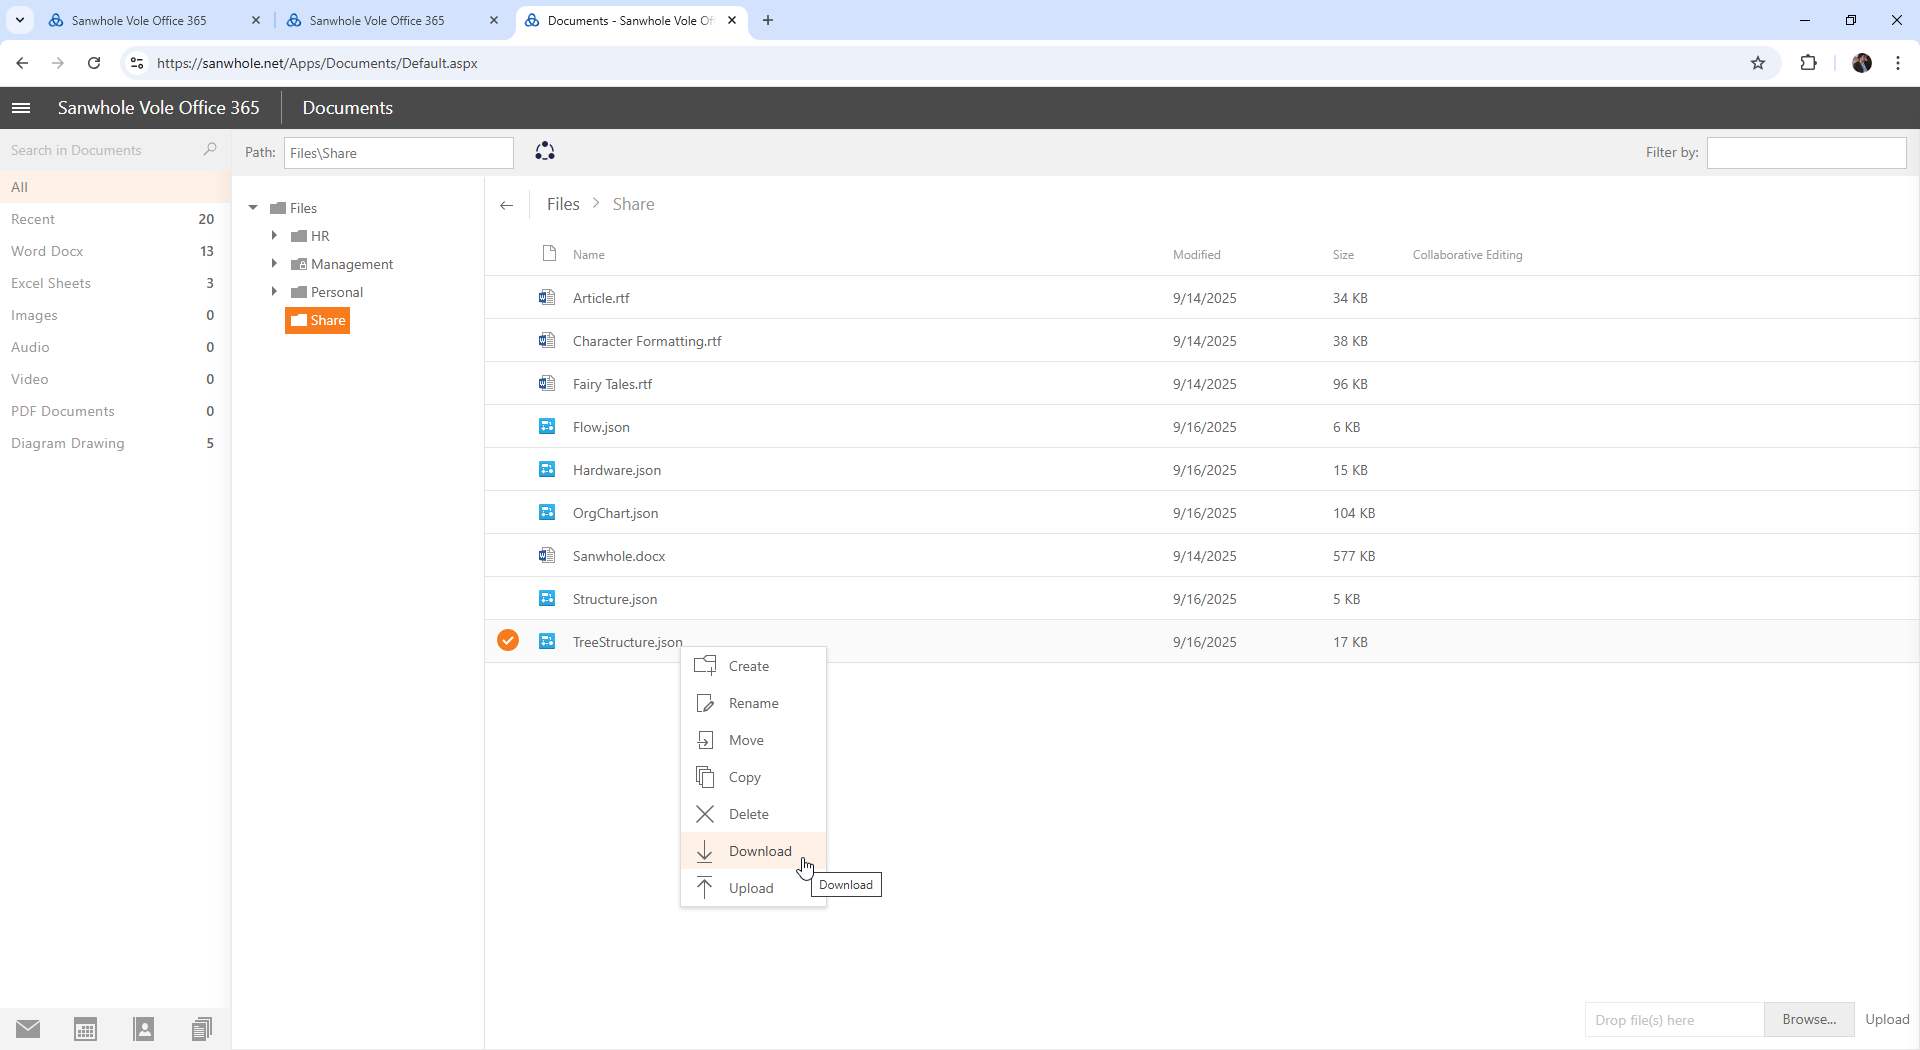 Sanwhole Vole Office 365
Sanwhole Vole Office 365
Documents - Sanwhole Vole Of
https://sanwhole.net/Apps/Documents/Default.aspx
Sanwhole Vole Office 365
Documents
Search in Documents
Path:
Files\Share
Filter by:
All
Recent 20
Word Docx 13
Excel Sheets 3
Images 0
Audio 0
Video 0
PDF Documents 0
Diagram Drawing 5
Files
HR
Management
Personal
Share
Files > Share
Name Modified Size Collaborative Editing
Article.rtf 9/14/2025 34 KB
Character Formatting.rtf 9/14/2025 38 KB
Fairy Tales.rtf 9/14/2025 96 KB
Flow.json 9/16/2025 6 KB
Hardware.json 9/16/2025 15 KB
OrgChart.json 9/16/2025 104 KB
Sanwhole.docx 9/14/2025 577 KB
Structure.json 9/16/2025 5 KB
TreeStructure.json 9/16/2025 17 KB
Create
Rename
Move
Copy
Delete
Download
Upload
Download
Drop file(s) here
Browse...
Upload